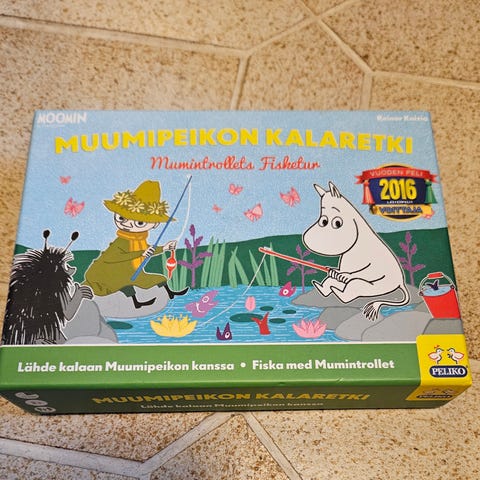 MOOMIN
Reiner Knizia
MUUMIPEIKON KALARETKI
Mumintrollets Fisketur
VUODEN PELI
2016
VOITTAJA
Lähde kalaan Muumipeikon kanssa • Fiska med Mumintrollet
PELIKO
MUUMIPEIKON KALARETKI
Lähde kalaan Muumipeikon kanssa
PELIKO